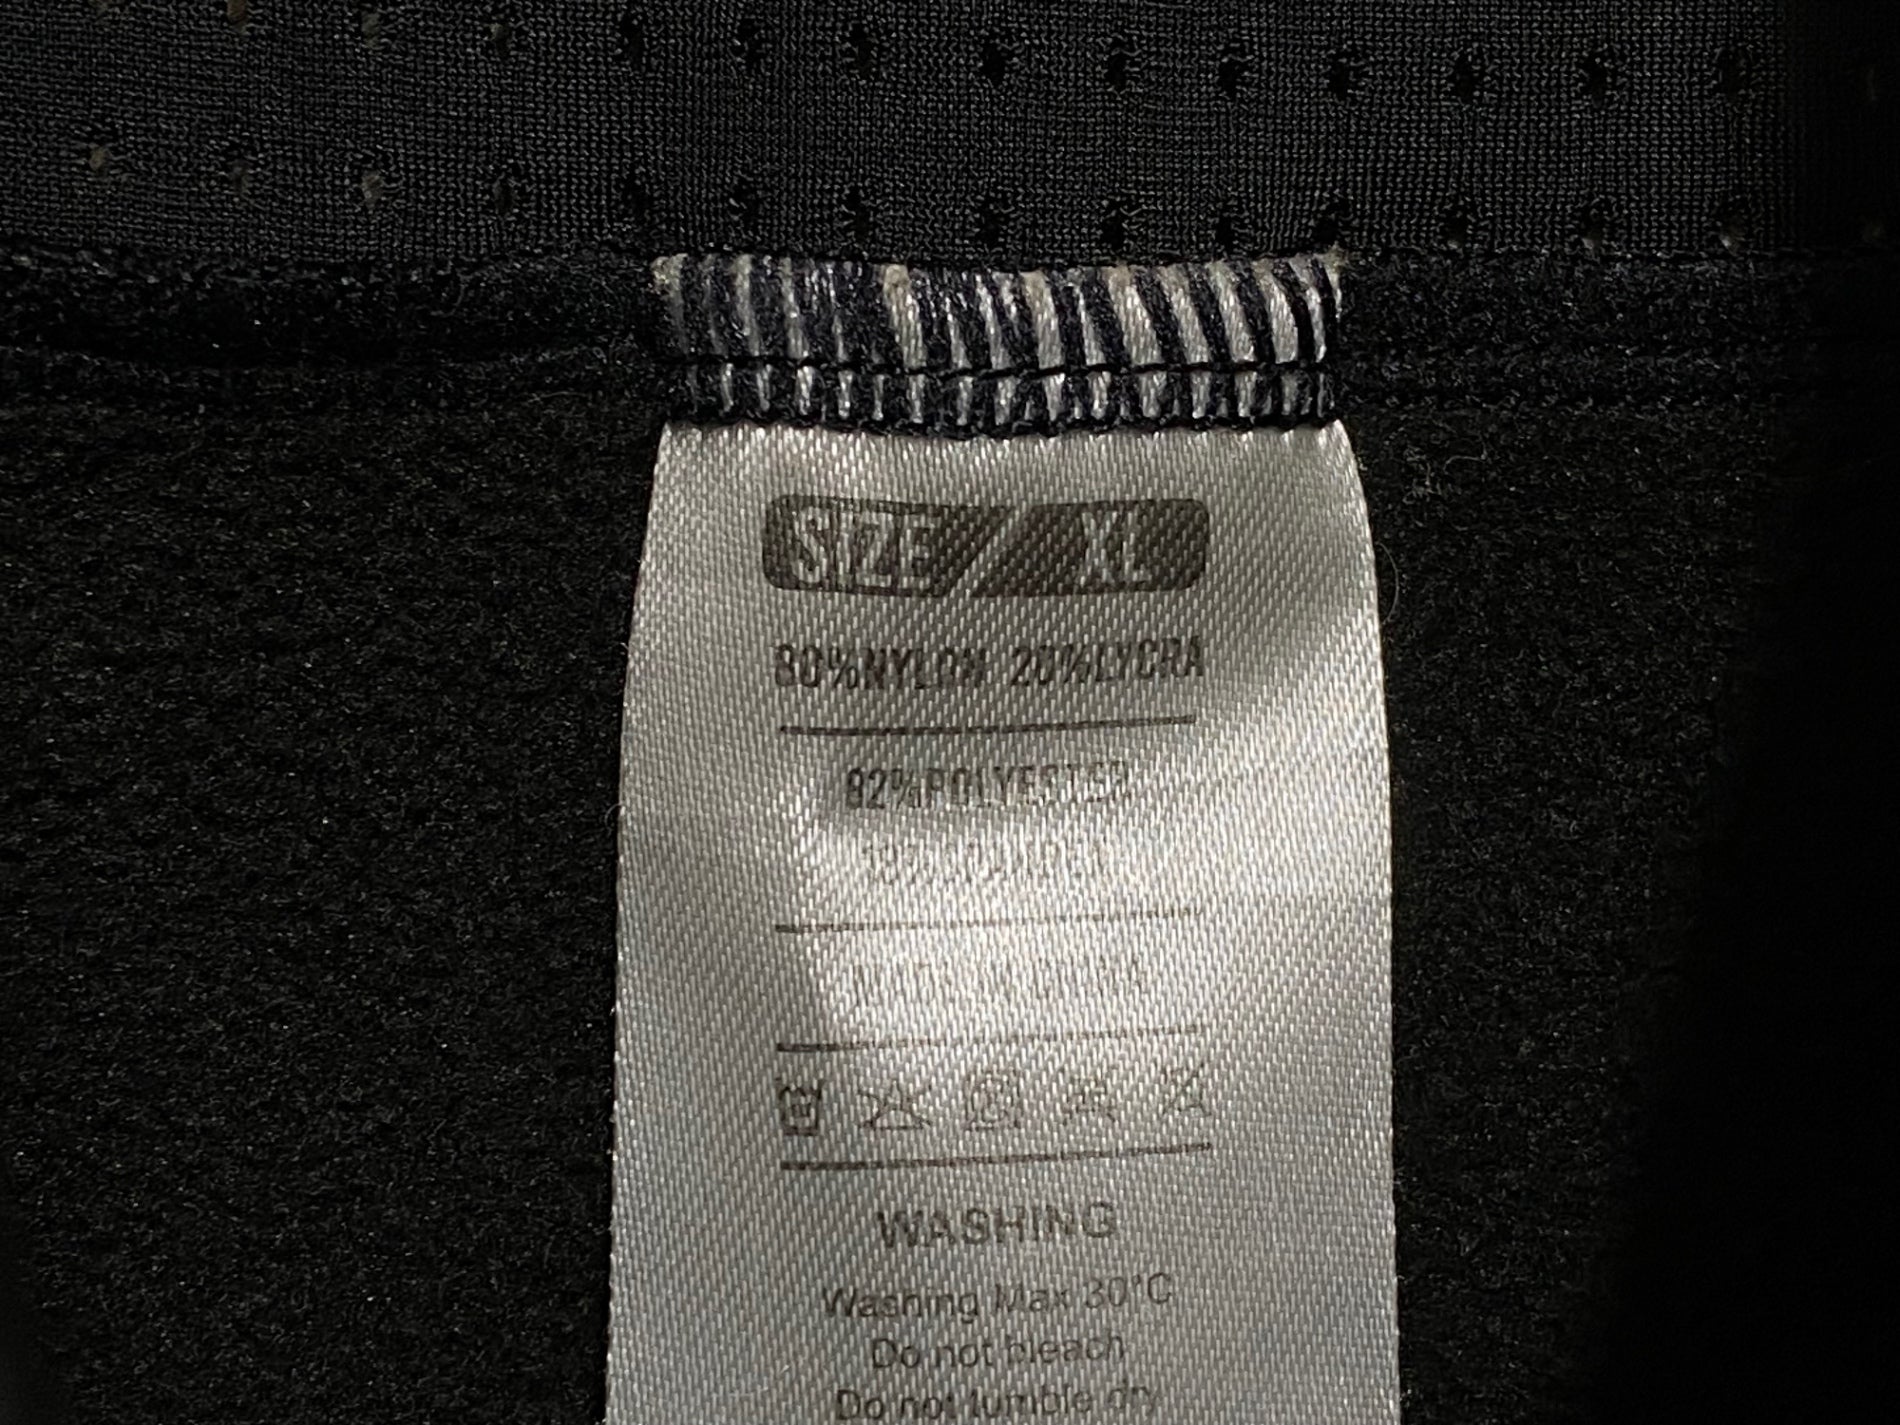 SIZE / XL
80%NYLON 20%LYCRA
82%POLYESTER
WASHING
Washing Max 30°C
Do not bleach
Do not tumble dry